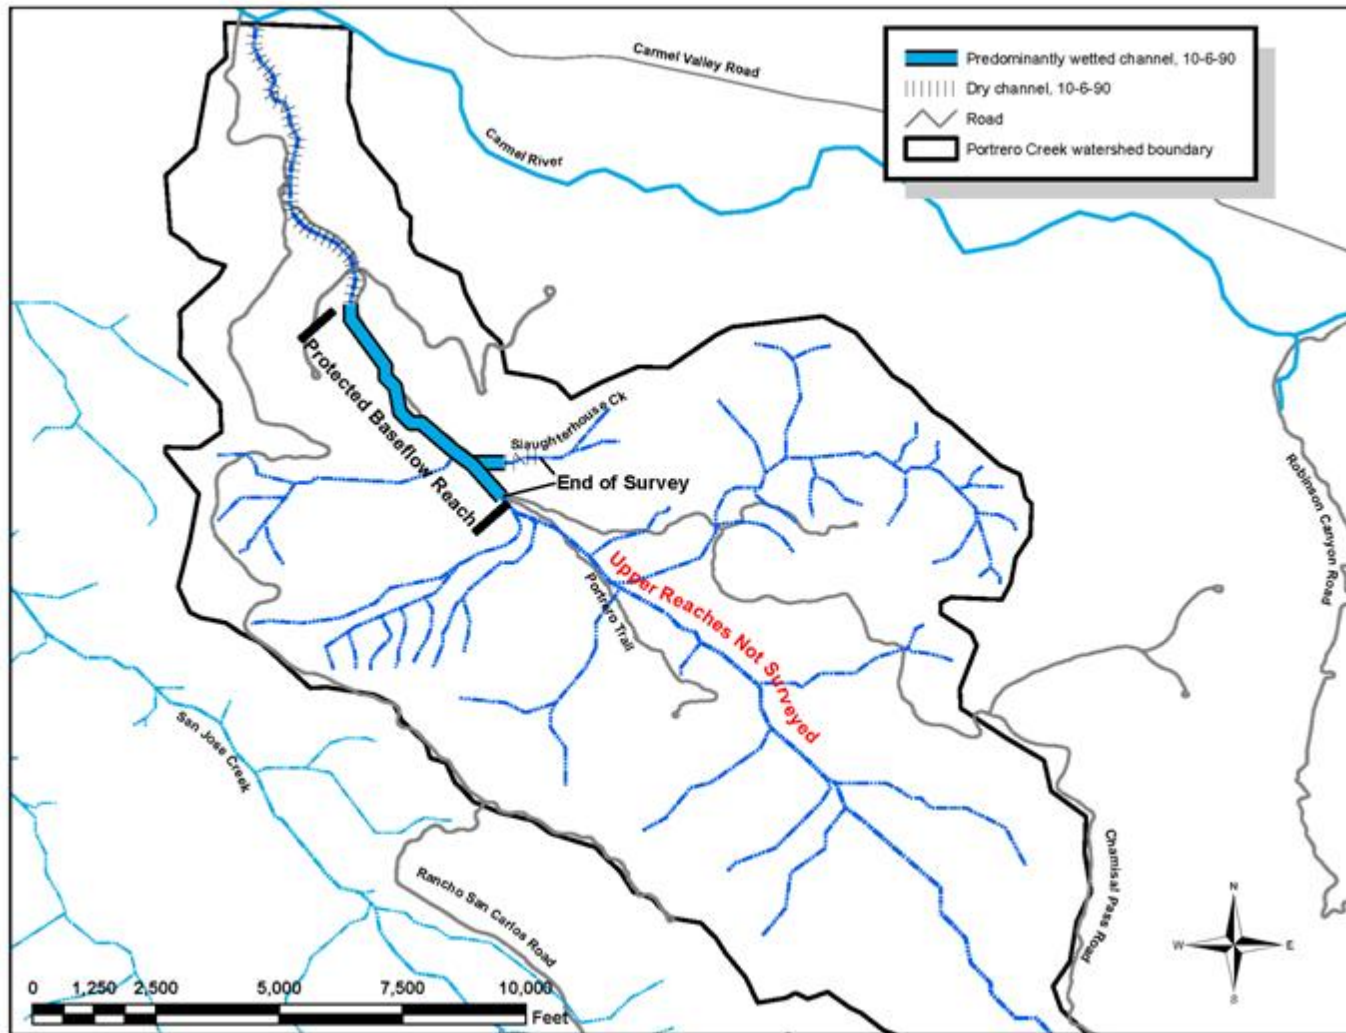 Carmel Valley Road
Carmel River
Predominantly wetted channel, 10-6-90
Dry channel, 10-6-90
Road
Portrero Creek watershed boundary
Protected Baseflow Reach
Slaughterhouse Ck
End of Survey
Robinson Canyon Road
Upper Reaches Not Surveyed
Portrero Trail
San Jose Creek
Chamisal Pass Road
Rancho San Carlos Road
N
W E
S
0 1,250 2,500 5,000 7,500 10,000
Feet